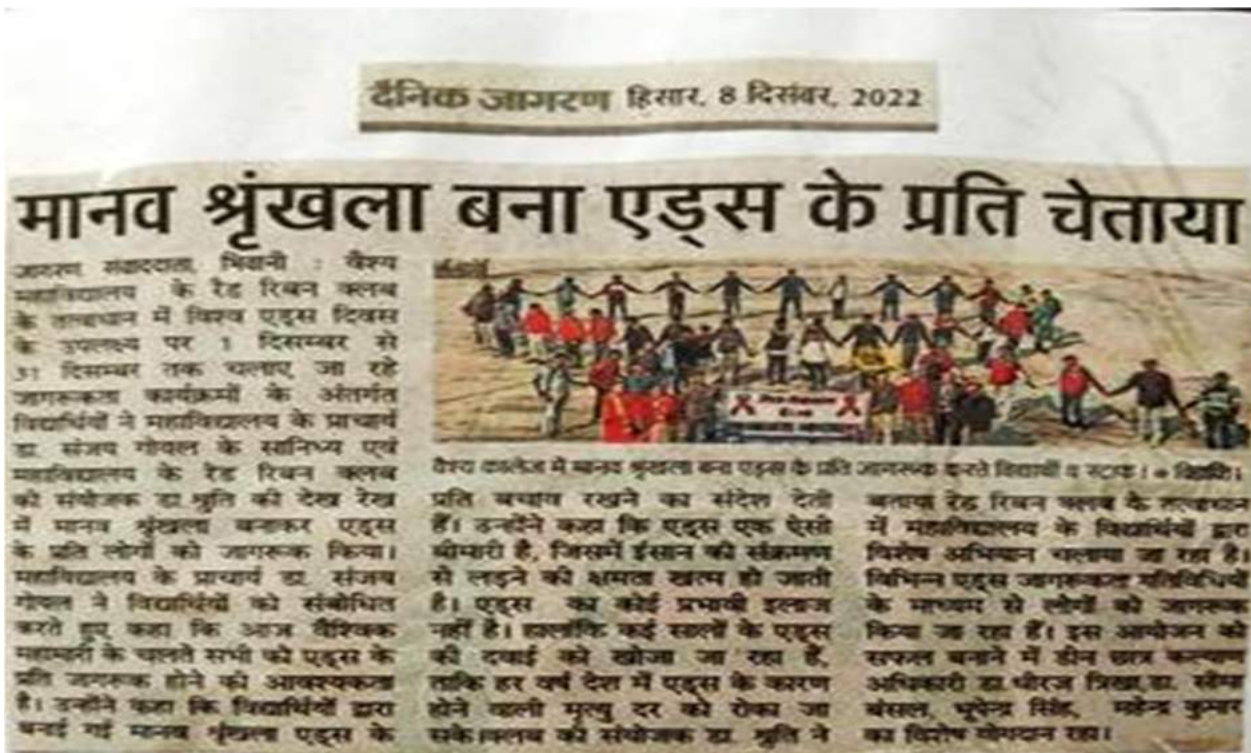 दैनिक जागरण हिसार, 8 दिसंबर, 2022
मानव श्रृंखला बना एड्स के प्रति चेताया
जागरण संवाददाता, भिवानी : वैश्य
महाविद्यालय के रैड रिबन क्लब
के तत्वाधान में विश्व एड्स दिवस
के उपलक्ष्य पर 1 दिसम्बर से
31 दिसम्बर तक चलाए जा रहे
जागरूकता कार्यक्रमों के अंतर्गत
विद्यार्थियों ने महाविद्यालय के प्राचार्य
डा. संजय गोयल के सानिध्य एवं
महाविद्यालय के रेड रिबन क्लब
की संयोजक डा. श्रुति की देख रेख
में मानव श्रृंखला बनाकर एड्स
के प्रति लोगों को जागरूक किया।
महाविद्यालय के प्राचार्य डा. संजय
गोयल ने विद्यार्थियों को संबोधित
करते हुए कहा कि आज वैश्विक
महामारी के चलते सभी को एड्स के
प्रति जागरूक होने की आवश्यकता
है। उन्होंने कहा कि विद्यार्थियों द्वारा
बनाई गई मानव श्रृंखला एड्स के
वैश्य कालेज में मानव श्रृंखला बना एड्स के प्रति जागरूक करते विद्यार्थी व स्टाफ। ● विज्ञप्ति।
प्रति बचाव रखने का संदेश देती
हैं। उन्होंने कहा कि एड्स एक ऐसी
बीमारी है, जिसमें ईसान की संक्रमण
से लड़ने की क्षमता खत्म हो जाती
है। एड्स का कोई प्रभावी इलाज
नहीं है। हालांकि कई सालों के एड्स
की दवाई को खोजा जा रहा है,
ताकि हर वर्ष देश में एड्स के कारण
होने वाली मृत्यु दर को रोका जा
सके।क्लब की संयोजक डा. श्रुति ने
बताया रेड रिबन क्लब के तत्वाधान
में महाविद्यालय के विद्यार्थियों द्वारा
विशेष अभियान चलाया जा रहा है।
विभिन्न एड्स जागरूकता गतिविधियों
के माध्यम से लोगों को जागरूक
किया जा रहा हैं। इस आयोजन को
सफल बनाने में डीन छात्र कल्याण
अधिकारी डा. धीरज त्रिखा, डा. सीमा
बंसल, भूपेन्द्र सिंह, महेन्द्र कुमार
का विशेष योगदान रहा।